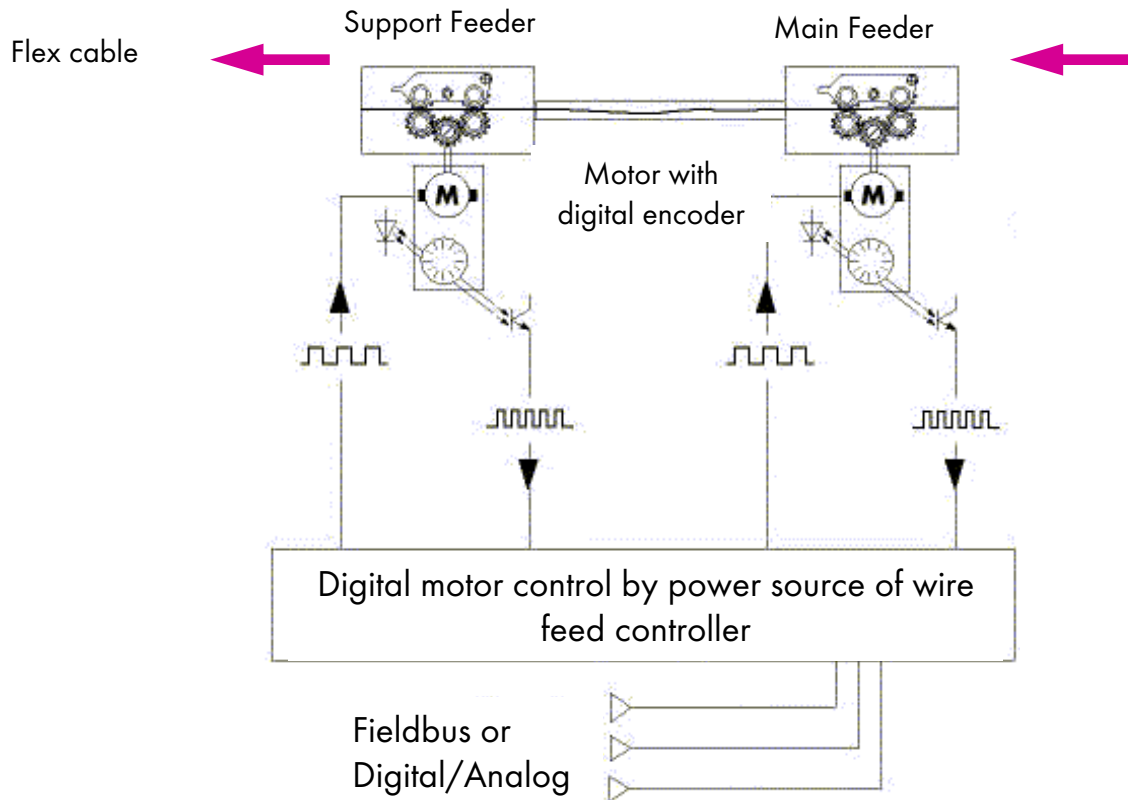 Support Feeder
Main Feeder
Flex cable
M
M
Motor with
digital encoder
Digital motor control by power source of wire
feed controller
Fieldbus or
Digital/Analog